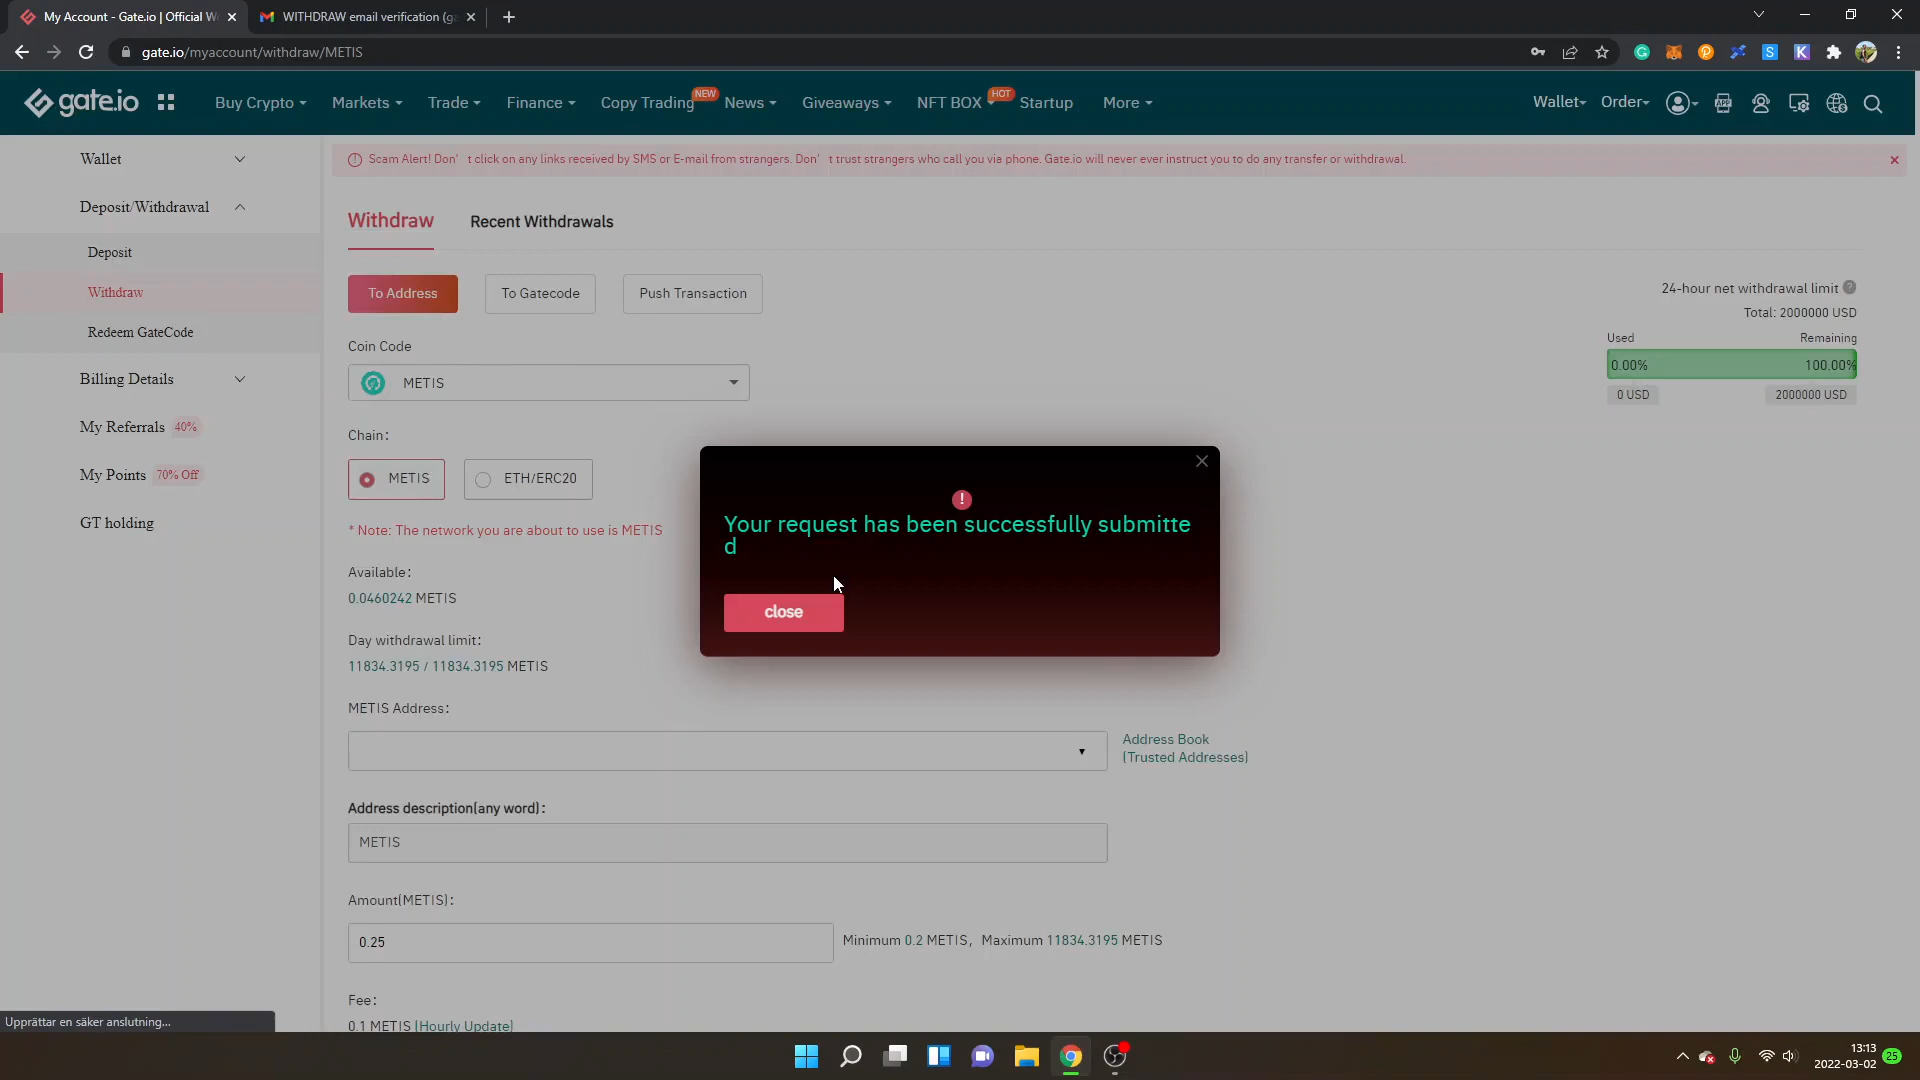 My Account - Gate.io | Official W
WITHDRAW email verification (ga
gate.io/myaccount/withdraw/METIS
gate.io
Buy Crypto
Markets
Trade
Finance
Copy Trading
NEW
News
Giveaways
NFT BOX
HOT
Startup
More
Wallet
Order
Wallet
Deposit/Withdrawal
Deposit
Withdraw
Redeem GateCode
Billing Details
My Referrals 40%
My Points 70% Off
GT holding
Scam Alert! Don' t click on any links received by SMS or E-mail from strangers. Don' t trust strangers who call you via phone. Gate.io will never ever instruct you to do any transfer or withdrawal.
Withdraw
Recent Withdrawals
To Address
To Gatecode
Push Transaction
24-hour net withdrawal limit ?
Total: 2000000 USD
Used
Remaining
0.00%
100.00%
0 USD
2000000 USD
Coin Code
METIS
Chain:
METIS
ETH/ERC20
* Note: The network you are about to use is METIS
Your request has been successfully submitte
d
close
Available:
0.0460242 METIS
Day withdrawal limit:
11834.3195 / 11834.3195 METIS
METIS Address:
Address Book
(Trusted Addresses)
Address description(any word):
METIS
Amount(METIS):
0.25
Minimum 0.2 METIS, Maximum 11834.3195 METIS
Fee:
0.1 METIS (Hourly Update)
Upprättar en säker anslutning...
13:13
2022-03-02
25